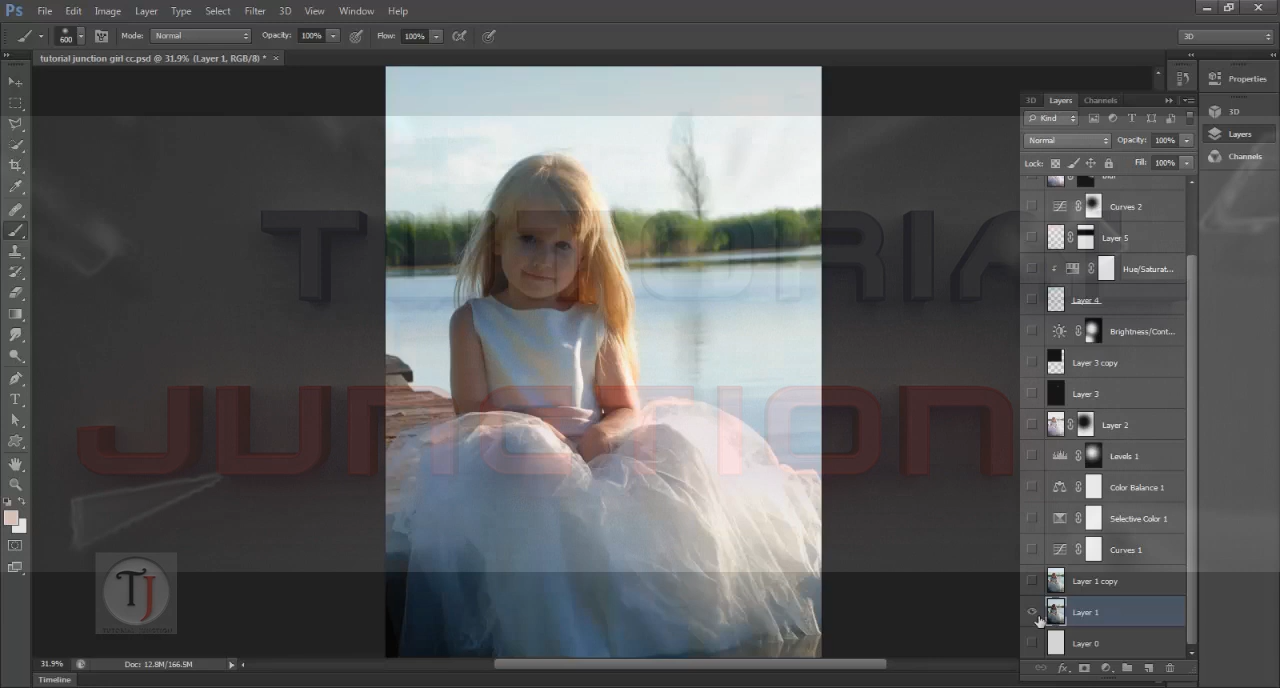 Ps File Edit Image Layer Type Select Filter 3D View Window Help
600 Mode: Normal Opacity: 100% Flow: 100% 3D
tutorial junction girl cc.psd @ 31.9% (Layer 1, RGB/8) * ×
Properties
3D
Layers
Channels
3D Layers Channels
Kind
Normal Opacity: 100%
Lock: Fill: 100%
Curves 2
Layer 5
Hue/Saturat...
Layer 4
Brightness/Cont...
Layer 3 copy
Layer 3
Layer 2
Levels 1
Color Balance 1
Selective Color 1
Curves 1
Layer 1 copy
Layer 1
Layer 0
TUTORIAL
JUNCTION
TJ
31.9% Doc: 12.8M/166.5M
Timeline